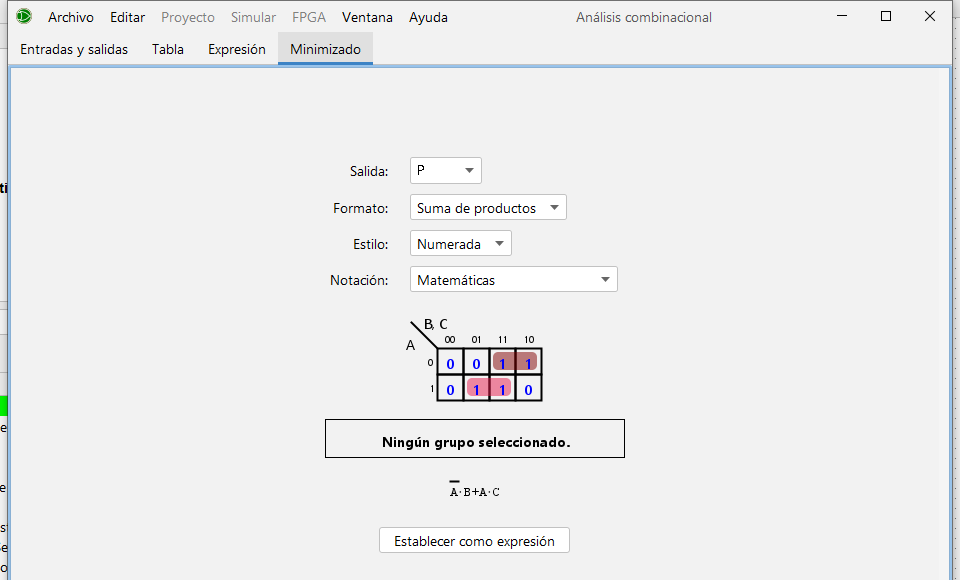 Archivo Editar Proyecto Simular FPGA Ventana Ayuda Análisis combinacional
Entradas y salidas Tabla Expresión Minimizado
Salida: P
Formato: Suma de productos
Estilo: Numerada
Notación: Matemáticas
B, C
A 00 01 11 10
0 0 0 1 1
1 0 1 1 0
Ningún grupo seleccionado.
A̅·B+A·C
Establecer como expresión